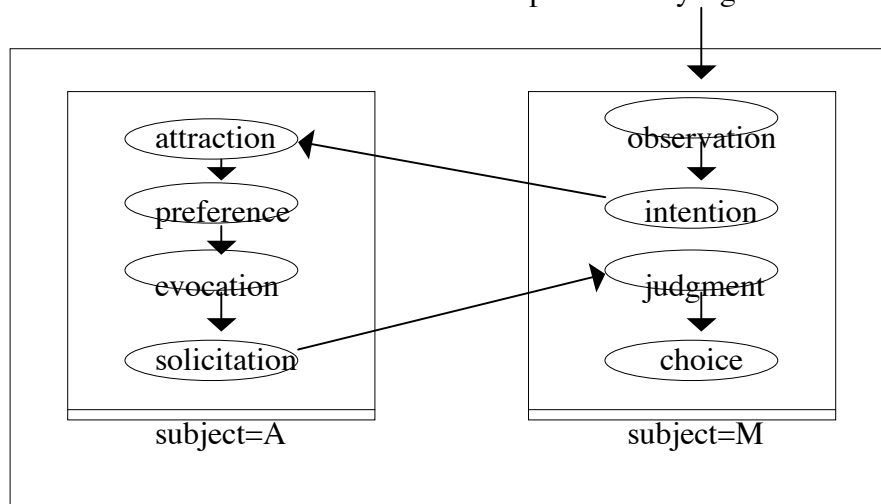 attraction
preference
evocation
solicitation
subject=A
observation
intention
judgment
choice
subject=M